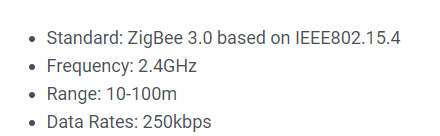 • Standard: ZigBee 3.0 based on IEEE802.15.4
• Frequency: 2.4GHz
• Range: 10-100m
• Data Rates: 250kbps